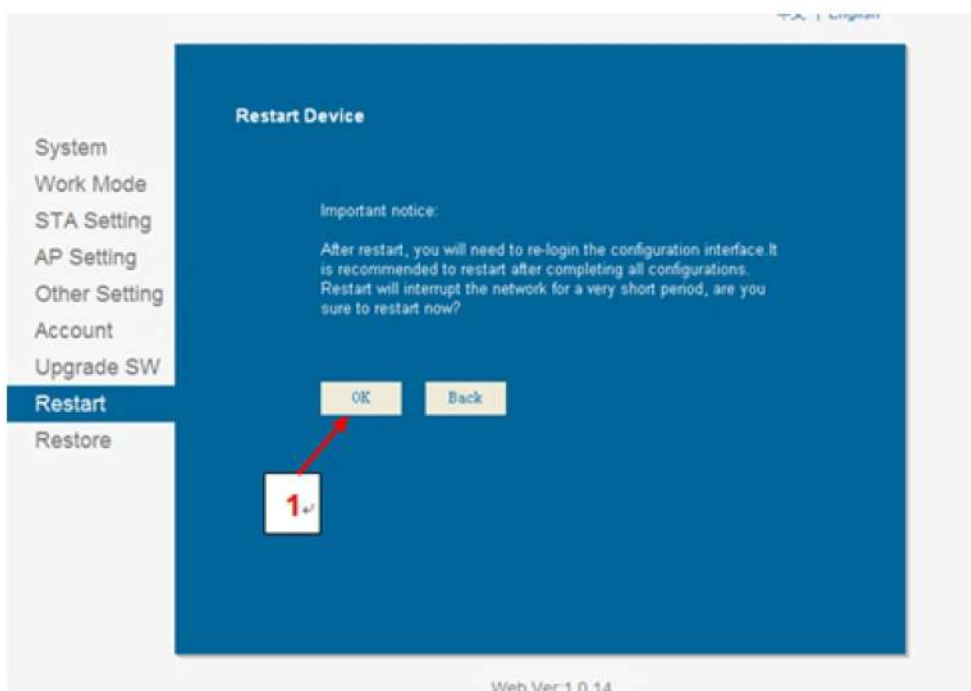 中文 | English
Restart Device
System
Work Mode
STA Setting
AP Setting
Other Setting
Account
Upgrade SW
Restart
Restore
Important notice:
After restart, you will need to re-login the configuration interface.It
is recommended to restart after completing all configurations.
Restart will interrupt the network for a very short period, are you
sure to restart now?
OK Back
1
Web Ver:1.0.14